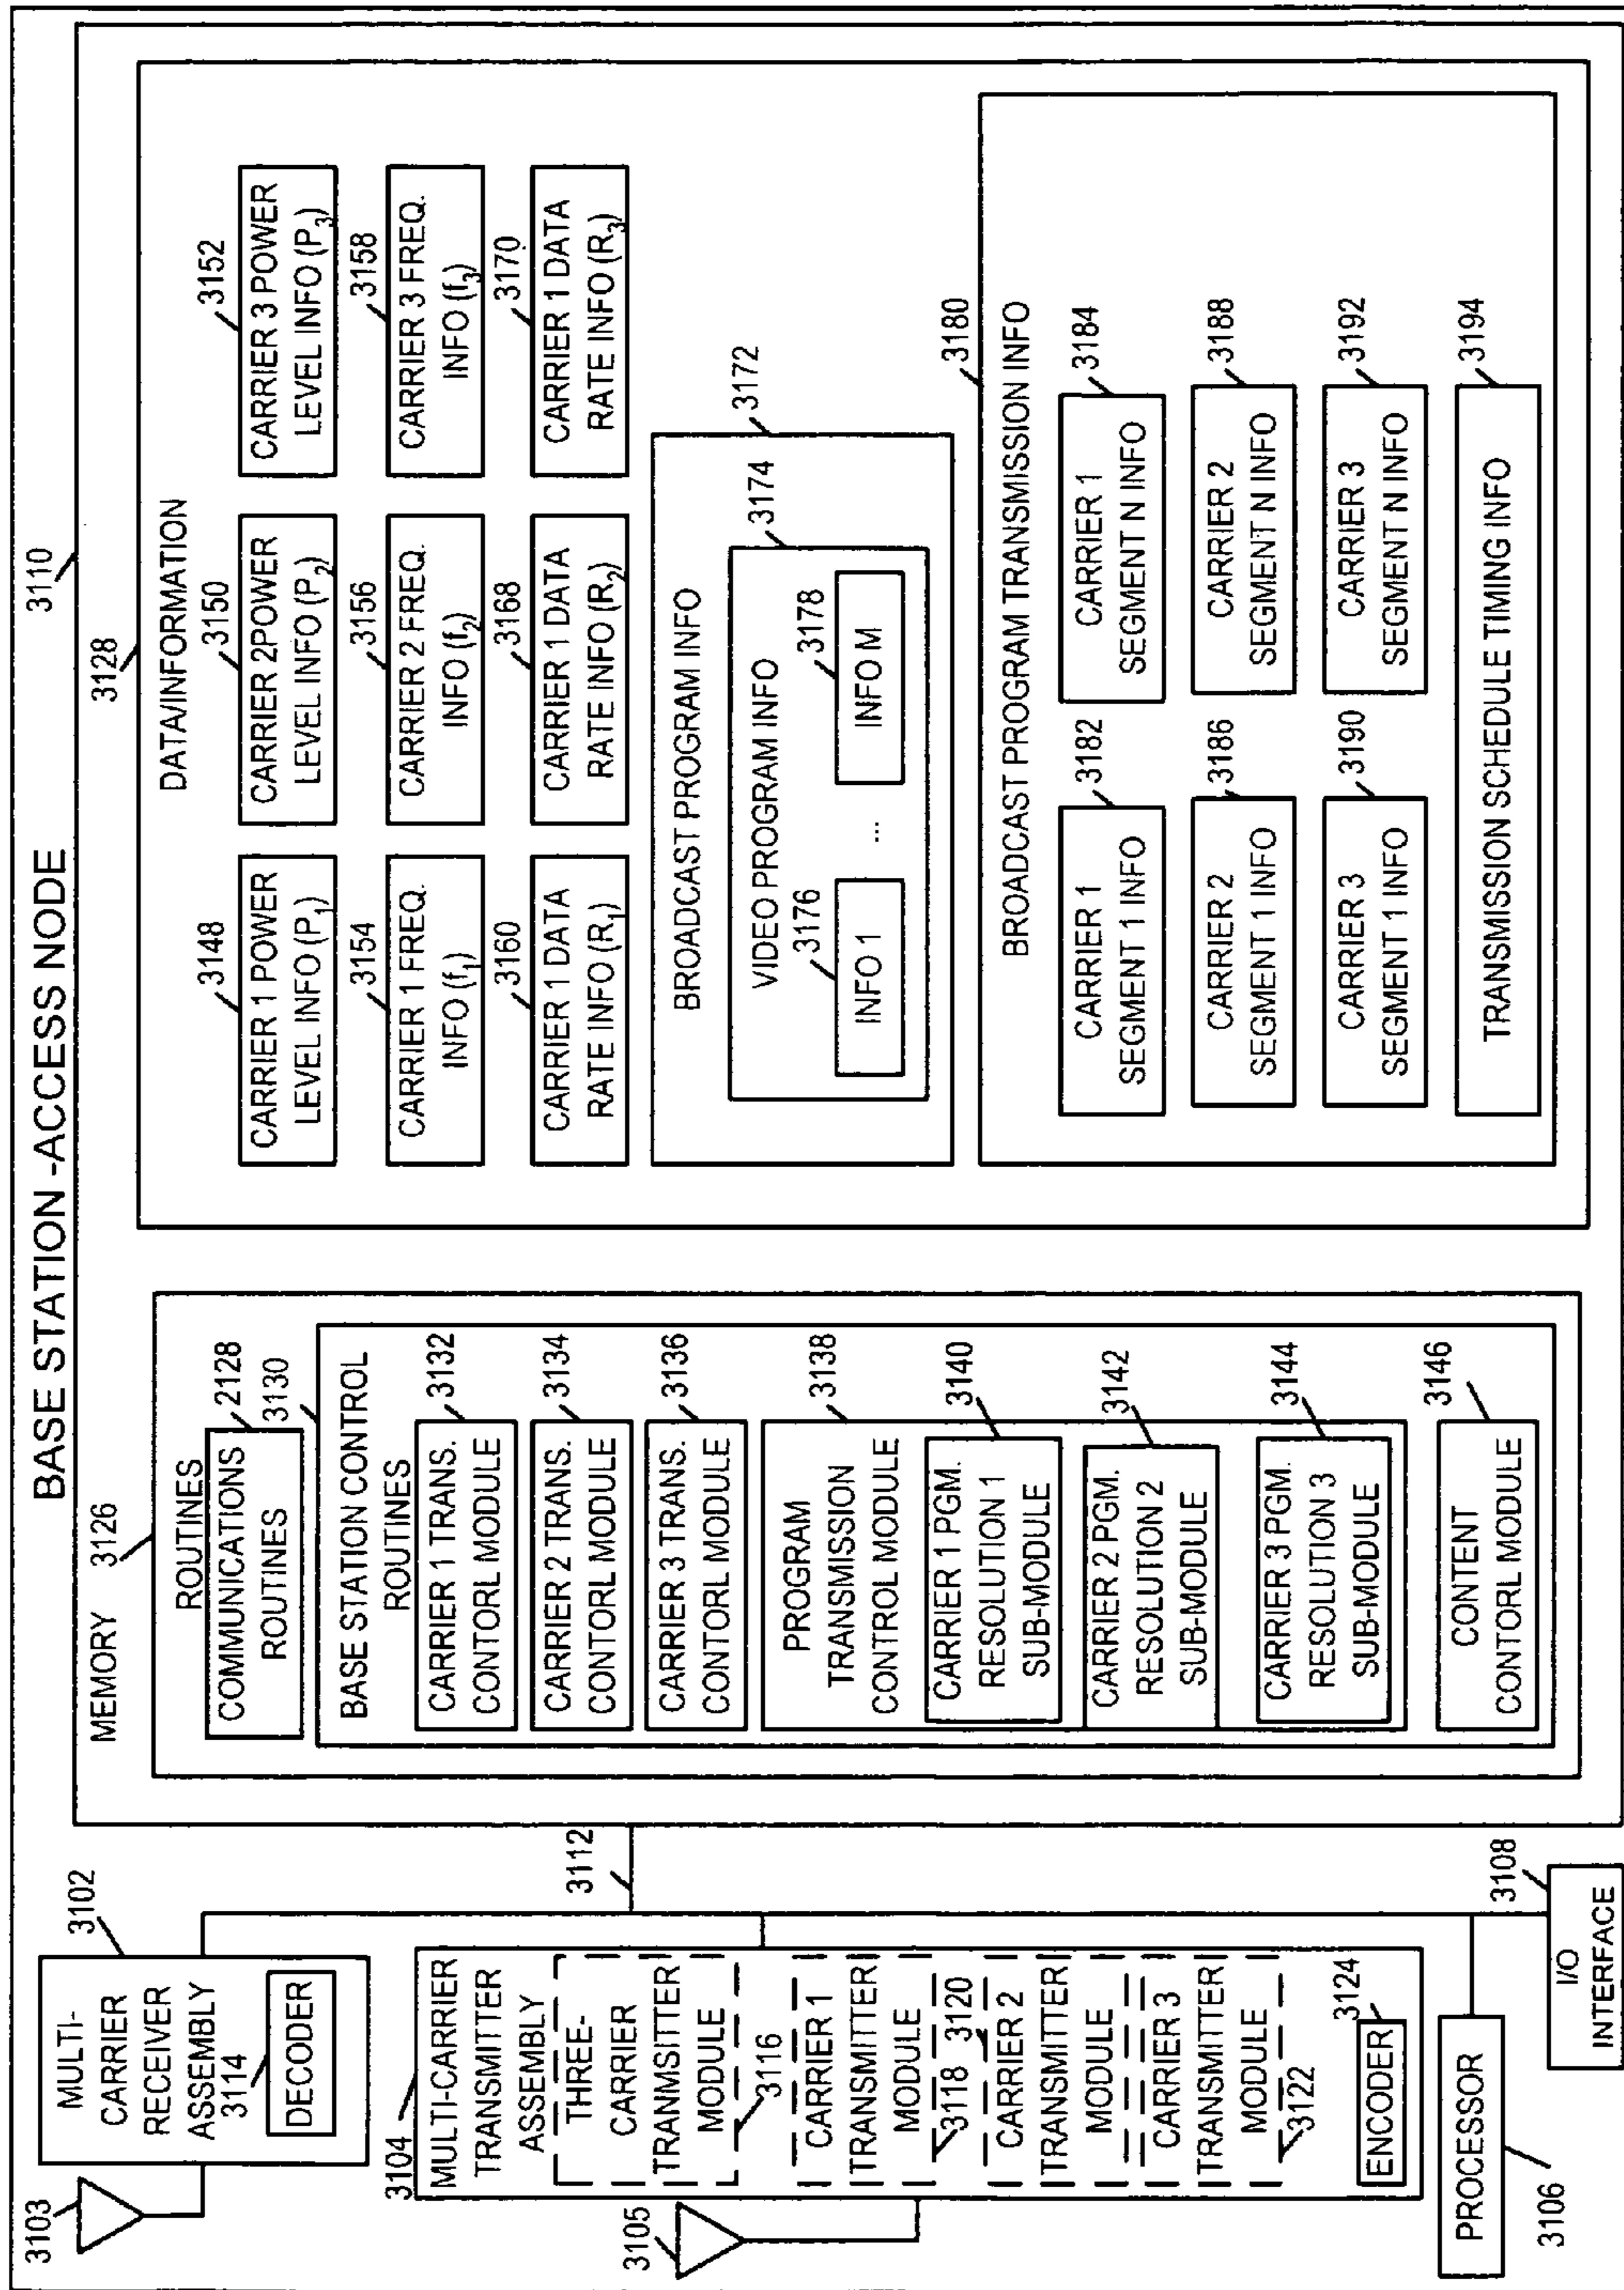 BASE STATION -ACCESS NODE
3110
3103
3102
MULTI-
CARRIER
RECEIVER
ASSEMBLY
3114
DECODER
3104
MULTI-CARRIER
TRANSMITTER
ASSEMBLY
THREE-
CARRIER
TRANMSITTER
MODULE
3116
3105
CARRIER 1
TRANSMITTER
MODULE
3118
3120
CARRIER 2
TRANSMITTER
MODULE
CARRIER 3
TRANSMITTER
MODULE
3122
3124
ENCODER
PROCESSOR
3106
3108
I/O
INTERFACE
3112
MEMORY
3126
ROUTINES
COMMUNICATIONS
ROUTINES
2128
3130
BASE STATION CONTROL
ROUTINES
CARRIER 1 TRANS.
CONTORL MODULE
3132
CARRIER 2 TRANS.
CONTORL MODULE
3134
CARRIER 3 TRANS.
CONTORL MODULE
3136
PROGRAM
TRANSMISSION
CONTROL MODULE
3138
CARRIER 1 PGM.
RESOLUTION 1
SUB-MODULE
3140
CARRIER 2 PGM.
RESOLUTION 2
SUB-MODULE
3142
CARRIER 3 PGM.
RESOLUTION 3
SUB-MODULE
3144
CONTENT
CONTORL MODULE
3146
3128
DATA/INFORMATION
3148
CARRIER 1 POWER
LEVEL INFO (P1)
3150
CARRIER 2POWER
LEVEL INFO (P2)
3152
CARRIER 3 POWER
LEVEL INFO (P3)
3154
CARRIER 1 FREQ.
INFO (f1)
3156
CARRIER 2 FREQ.
INFO (f2)
3158
CARRIER 3 FREQ.
INFO (f3)
3160
CARRIER 1 DATA
RATE INFO (R1)
3168
CARRIER 1 DATA
RATE INFO (R2)
3170
CARRIER 1 DATA
RATE INFO (R3)
BROADCAST PROGRAM INFO
3172
VIDEO PROGRAM INFO
3174
3176
INFO 1
...
3178
INFO M
3180
BROADCAST PROGRAM TRANSMISSION INFO
CARRIER 1
SEGMENT 1 INFO
3182
CARRIER 1
SEGMENT N INFO
3184
CARRIER 2
SEGMENT 1 INFO
3186
CARRIER 2
SEGMENT N INFO
3188
CARRIER 3
SEGMENT 1 INFO
3190
CARRIER 3
SEGMENT N INFO
3192
TRANSMISSION SCHEDULE TIMING INFO
3194